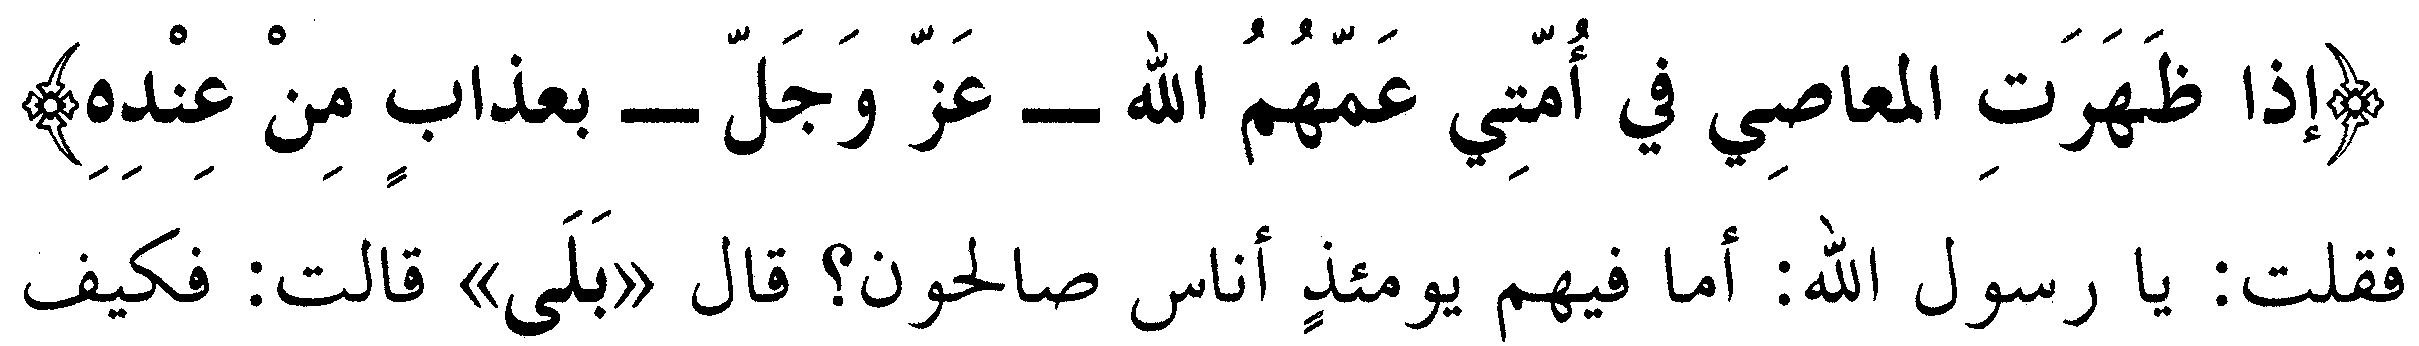 ﴿إذا ظَهَرَتِ المعاصِي في أُمّتِي عَمّهُمُ الله ـــ عَزّ وَجَلّ ـــ بعذابٍ مِنْ عِنْدِهِ﴾
فقلت: يا رسول الله: أما فيهم يومئذٍ أناس صالحون؟ قال «بَلَى» قالت: فكيف